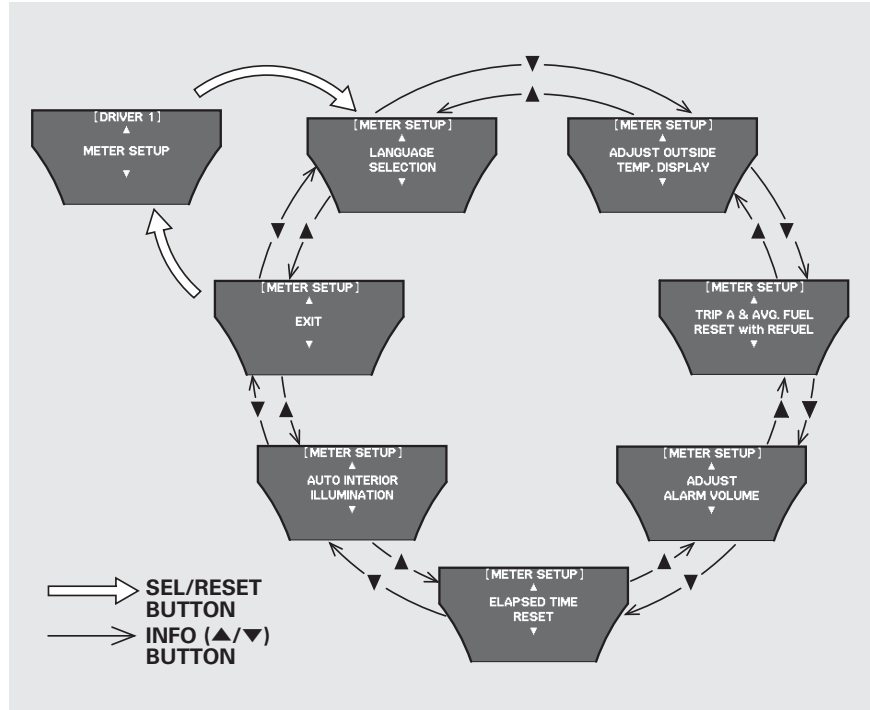 [DRIVER 1]
▲
METER SETUP
▼
[METER SETUP]
▲
LANGUAGE
SELECTION
▼
[METER SETUP]
▲
ADJUST OUTSIDE
TEMP. DISPLAY
▼
[METER SETUP]
▲
TRIP A & AVG. FUEL
RESET with REFUEL
▼
[METER SETUP]
▲
ADJUST
ALARM VOLUME
▼
[METER SETUP]
▲
ELAPSED TIME
RESET
▼
[METER SETUP]
▲
AUTO INTERIOR
ILLUMINATION
▼
[METER SETUP]
▲
EXIT
▼
SEL/RESET
BUTTON
INFO (▲/▼)
BUTTON